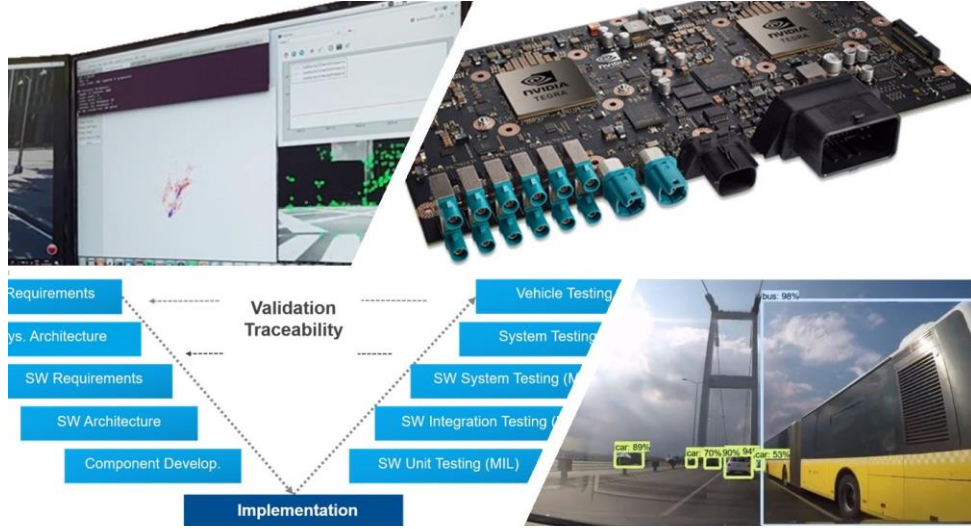 NVIDIA
TEGRA
NVIDIA
NVIDIA
TEGRA
Requirements
ys. Architecture
SW Requirements
SW Architecture
Component Develop.
Implementation
Validation
Traceability
Vehicle Testing
System Testing
SW System Testing (M
SW Integration Testing (
SW Unit Testing (MIL)
bus: 98%
car: 89%
car: 70%
90%
94%
car: 53%